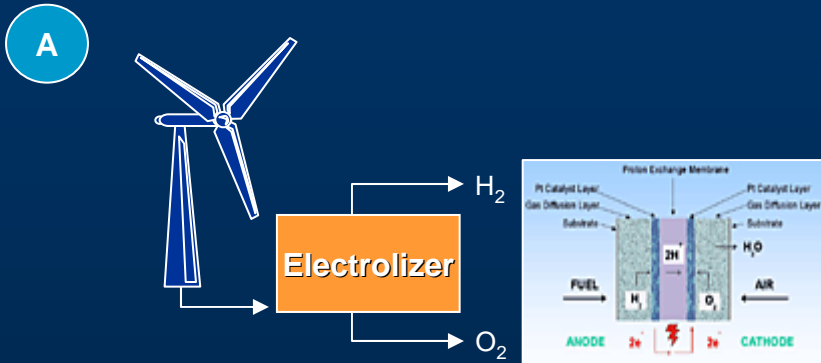 A
H2
Electrolizer
O2
Proton Exchange Membrane
Pt Catalyst Layer
Pt Catalyst Layer
Gas Diffusion Layer
Gas Diffusion Layer
Substrate
Substrate
H2O
2H+
FUEL
AIR
H2
O2
ANODE 2e- 2e- CATHODE